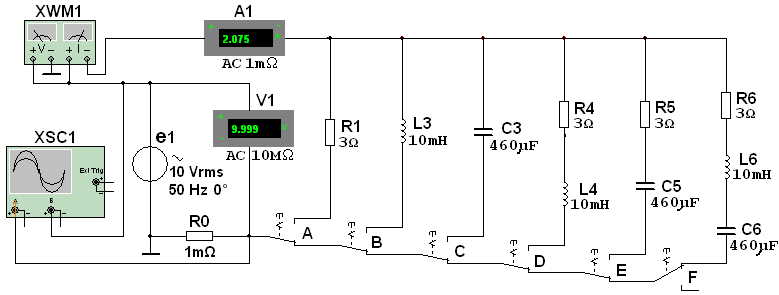 XWM1
A1
+V- +I-
2.075
AC 1mΩ
V1
9.999 V
AC 10MΩ
XSC1
Ext Trig
A B
e1
10 Vrms
50 Hz 0°
R0
1mΩ
R1
3Ω
L3
10mH
C3
460µF
R4
3Ω
L4
10mH
R5
3Ω
C5
460µF
R6
3Ω
L6
10mH
C6
460µF
A
B
C
D
E
F